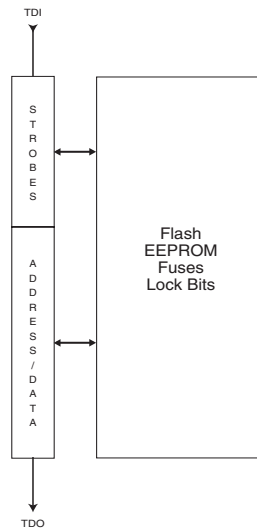 TDI
STROBES
ADDRESS/DATA
Flash
EEPROM
Fuses
Lock Bits
TDO